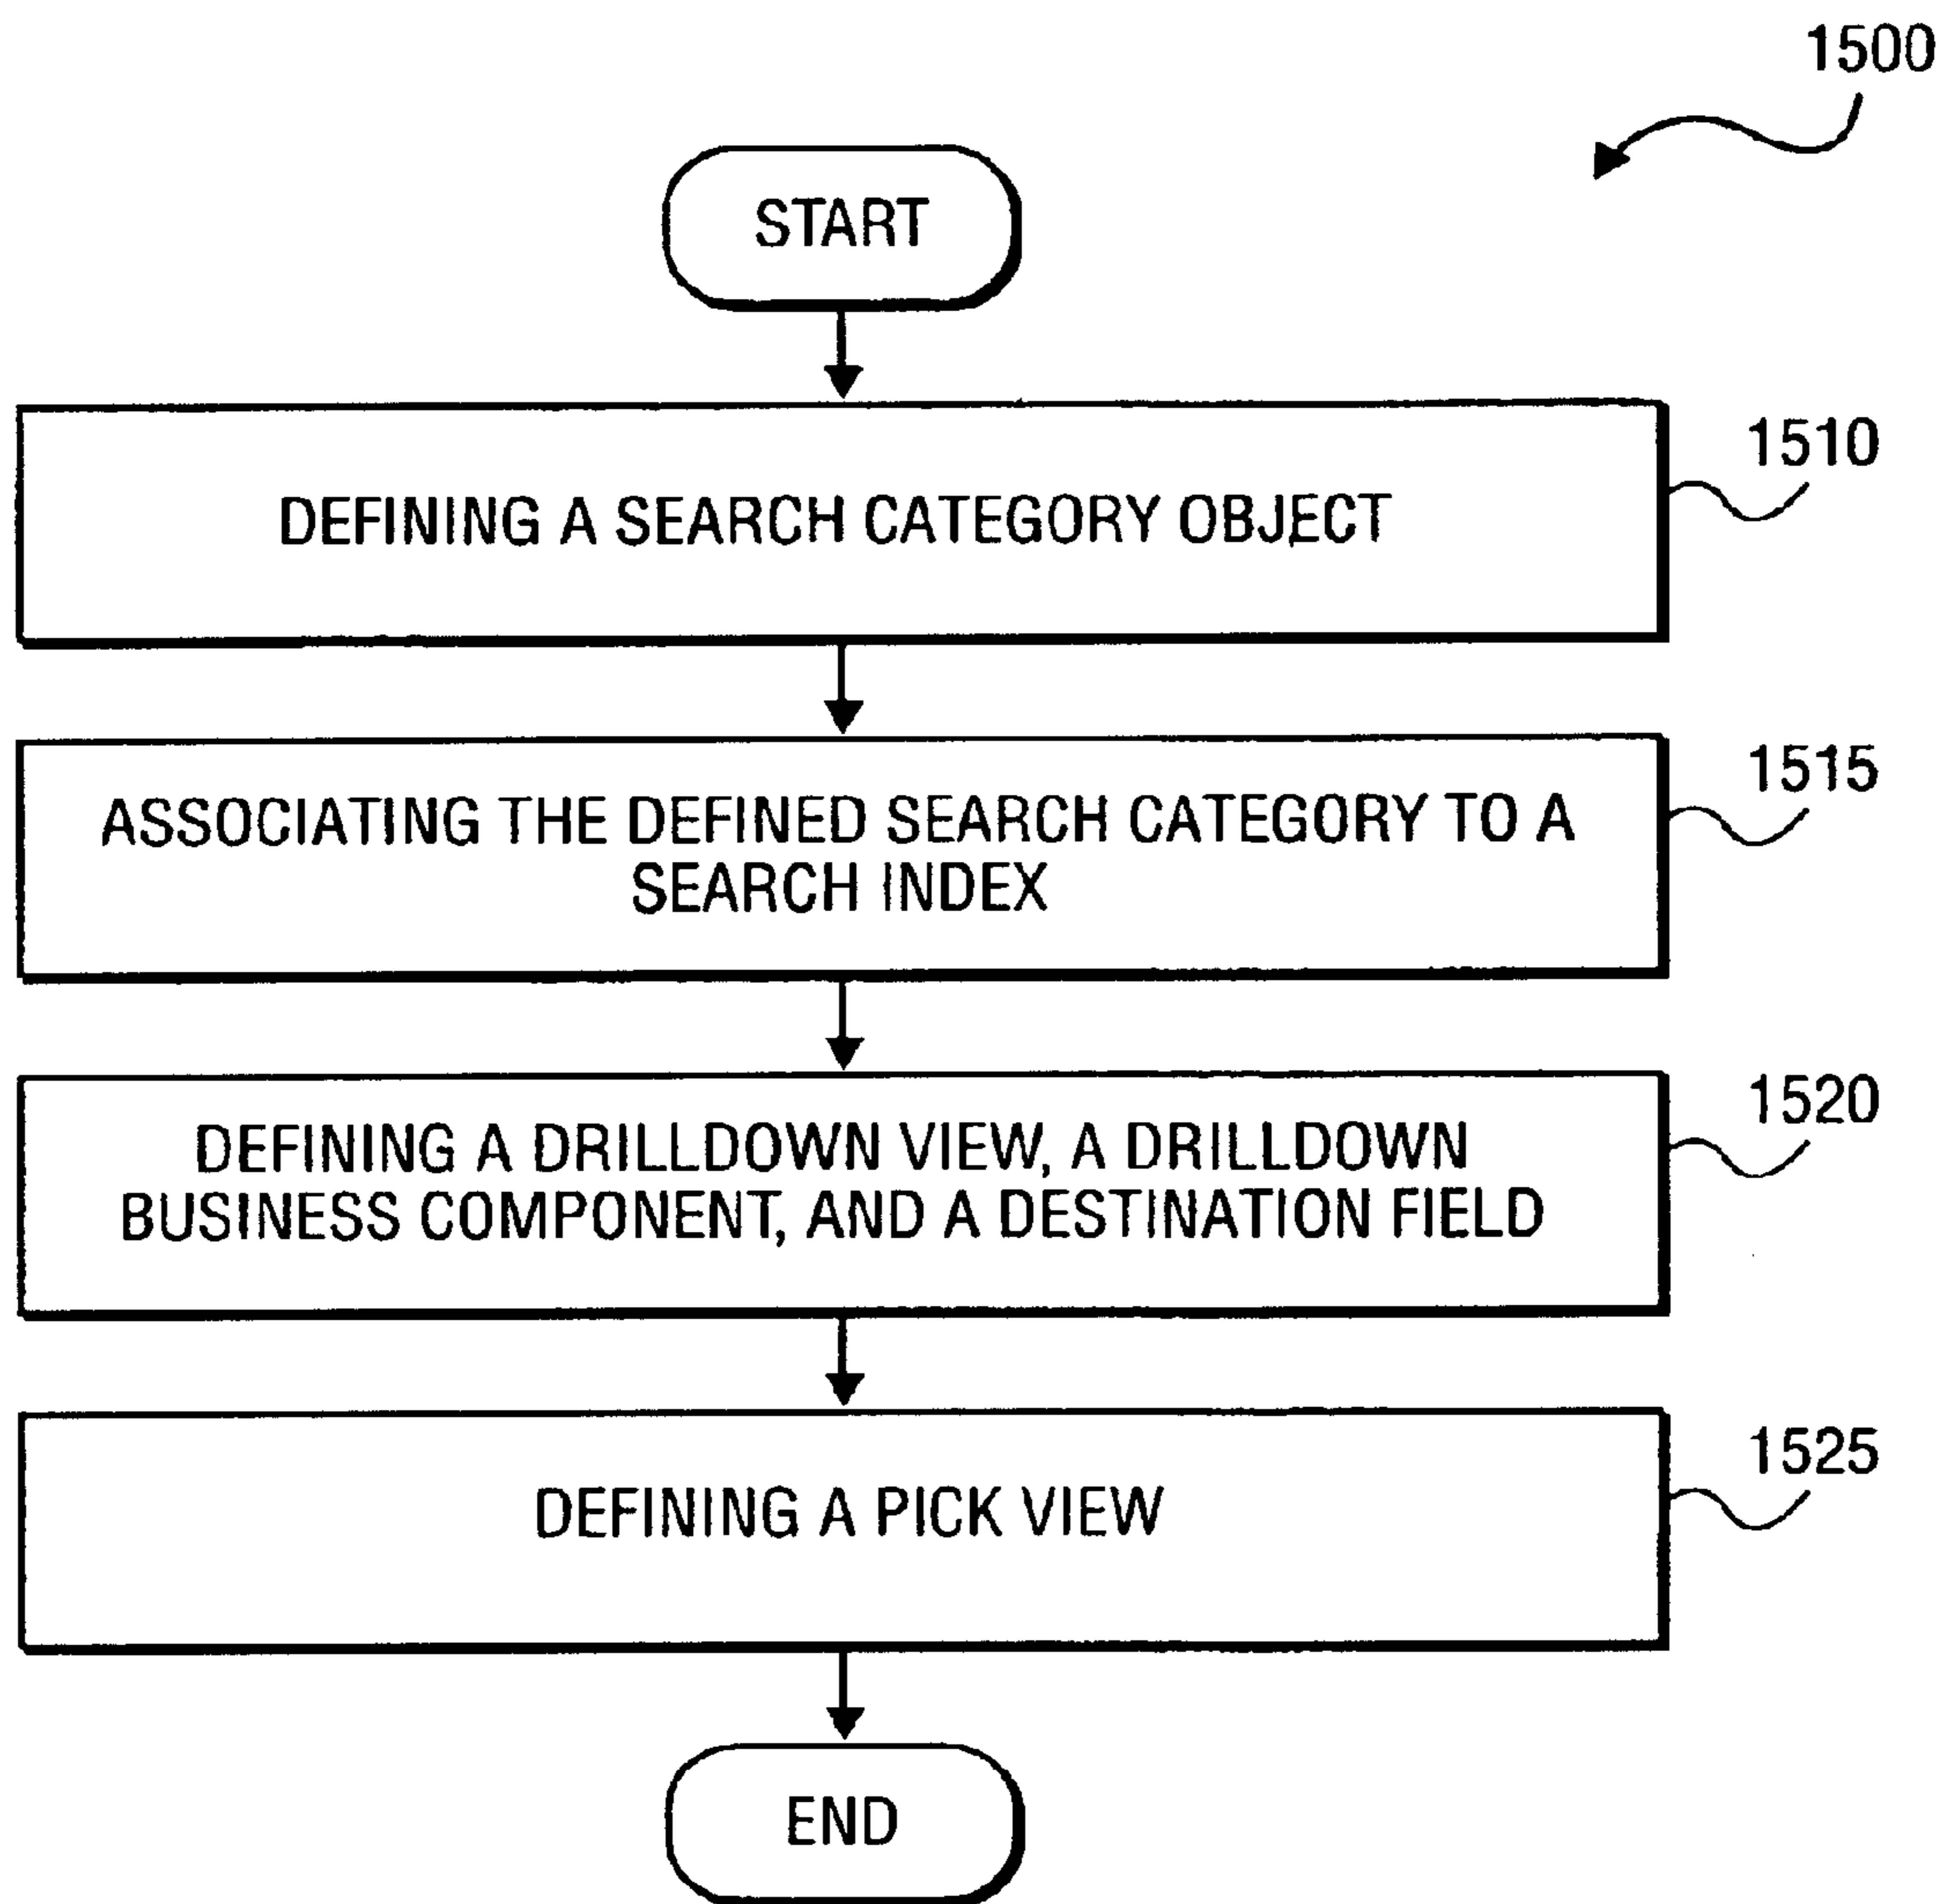 1500
START
DEFINING A SEARCH CATEGORY OBJECT
1510
ASSOCIATING THE DEFINED SEARCH CATEGORY TO A
SEARCH INDEX
1515
DEFINING A DRILLDOWN VIEW, A DRILLDOWN
BUSINESS COMPONENT, AND A DESTINATION FIELD
1520
DEFINING A PICK VIEW
1525
END